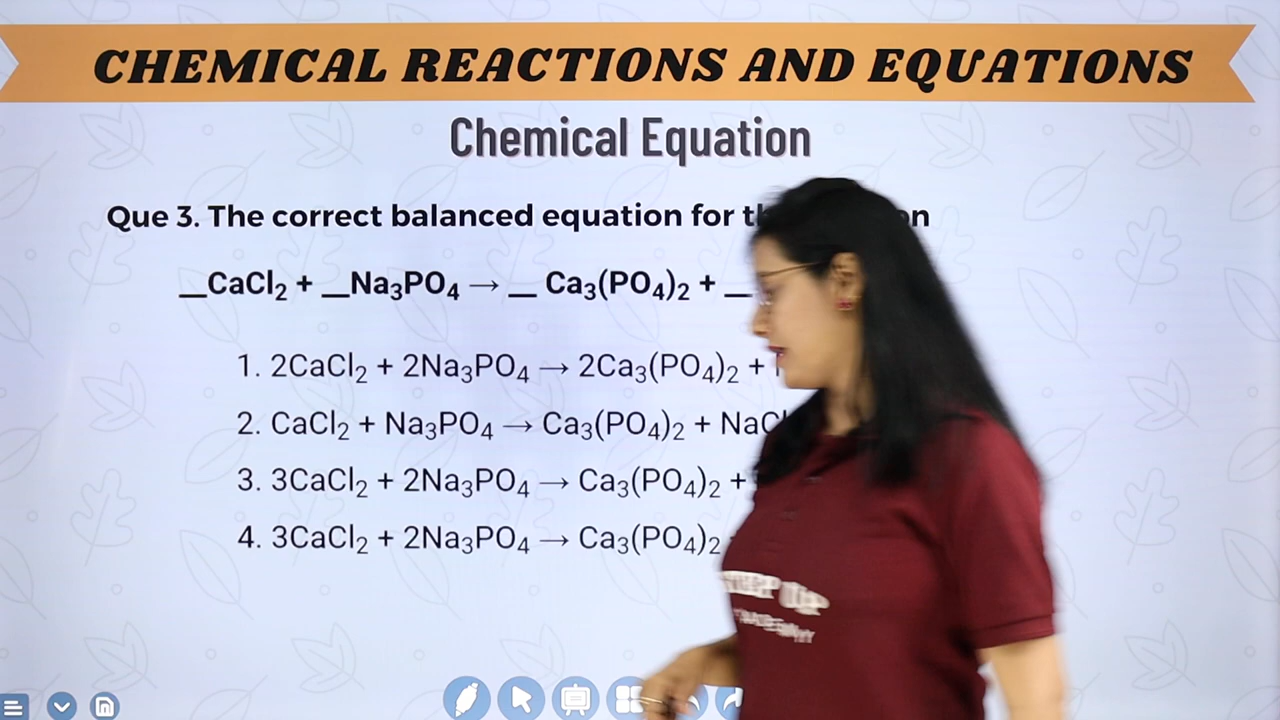 CHEMICAL REACTIONS AND EQUATIONS
Chemical Equation
Que 3. The correct balanced equation for
__CaCl₂ + __Na₃PO₄ → __ Ca₃(PO₄)₂ + __
1. 2CaCl₂ + 2Na₃PO₄ → 2Ca₃(PO₄)₂ +
2. CaCl₂ + Na₃PO₄ → Ca₃(PO₄)₂ + NaCl
3. 3CaCl₂ + 2Na₃PO₄ → Ca₃(PO₄)₂ +
4. 3CaCl₂ + 2Na₃PO₄ → Ca₃(PO₄)₂
UP